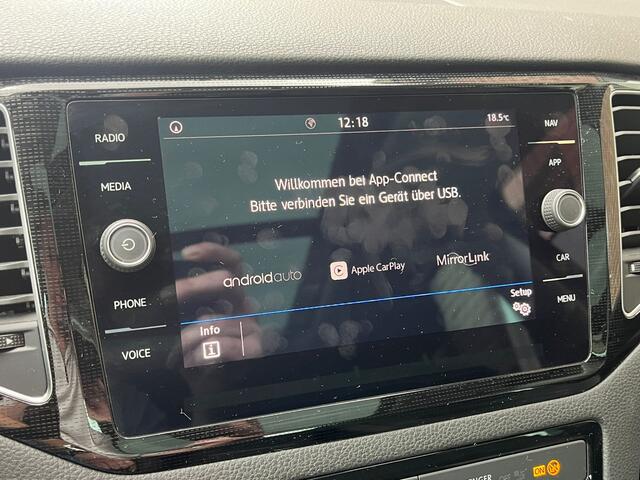 RADIO
MEDIA
PHONE
VOICE
12:18
18.5°C
Willkommen bei App-Connect
Bitte verbinden Sie ein Gerät über USB.
androidauto
Apple CarPlay
MirrorLink
Setup
Info
i
NAV
APP
CAR
MENU
ON